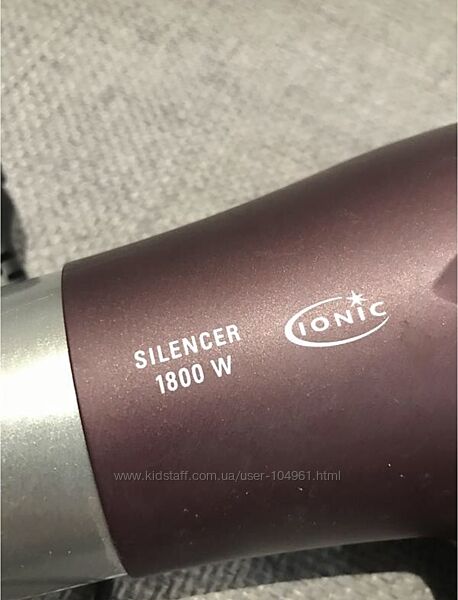 IONIC
SILENCER
1800 W
www.kidstaff.com.ua/user-104961.html